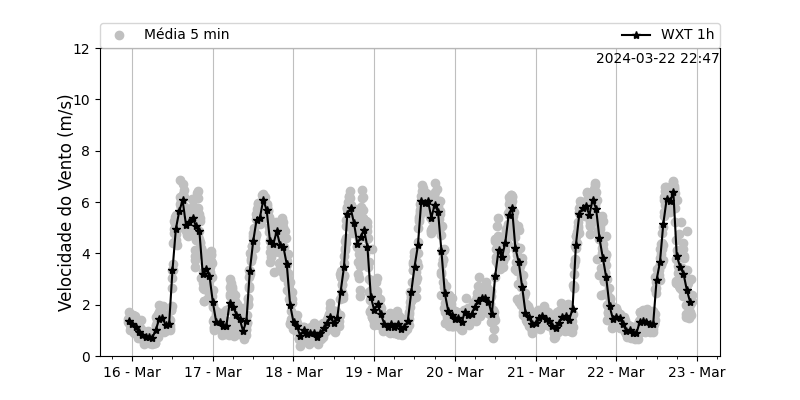 Média 5 min
WXT 1h
2024-03-22 22:47
Velocidade do Vento (m/s)
12
10
8
6
4
2
0
16 - Mar 17 - Mar 18 - Mar 19 - Mar 20 - Mar 21 - Mar 22 - Mar 23 - Mar